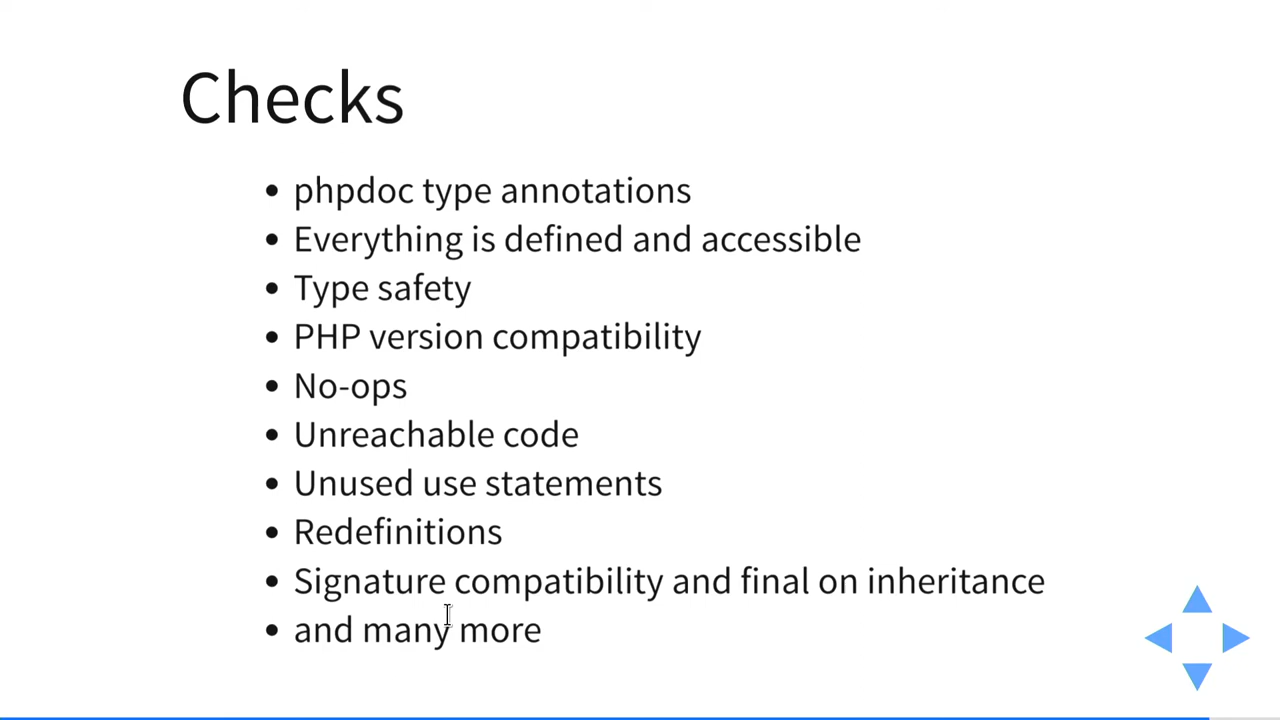 Checks
• phpdoc type annotations
• Everything is defined and accessible
• Type safety
• PHP version compatibility
• No-ops
• Unreachable code
• Unused use statements
• Redefinitions
• Signature compatibility and final on inheritance
• and many more